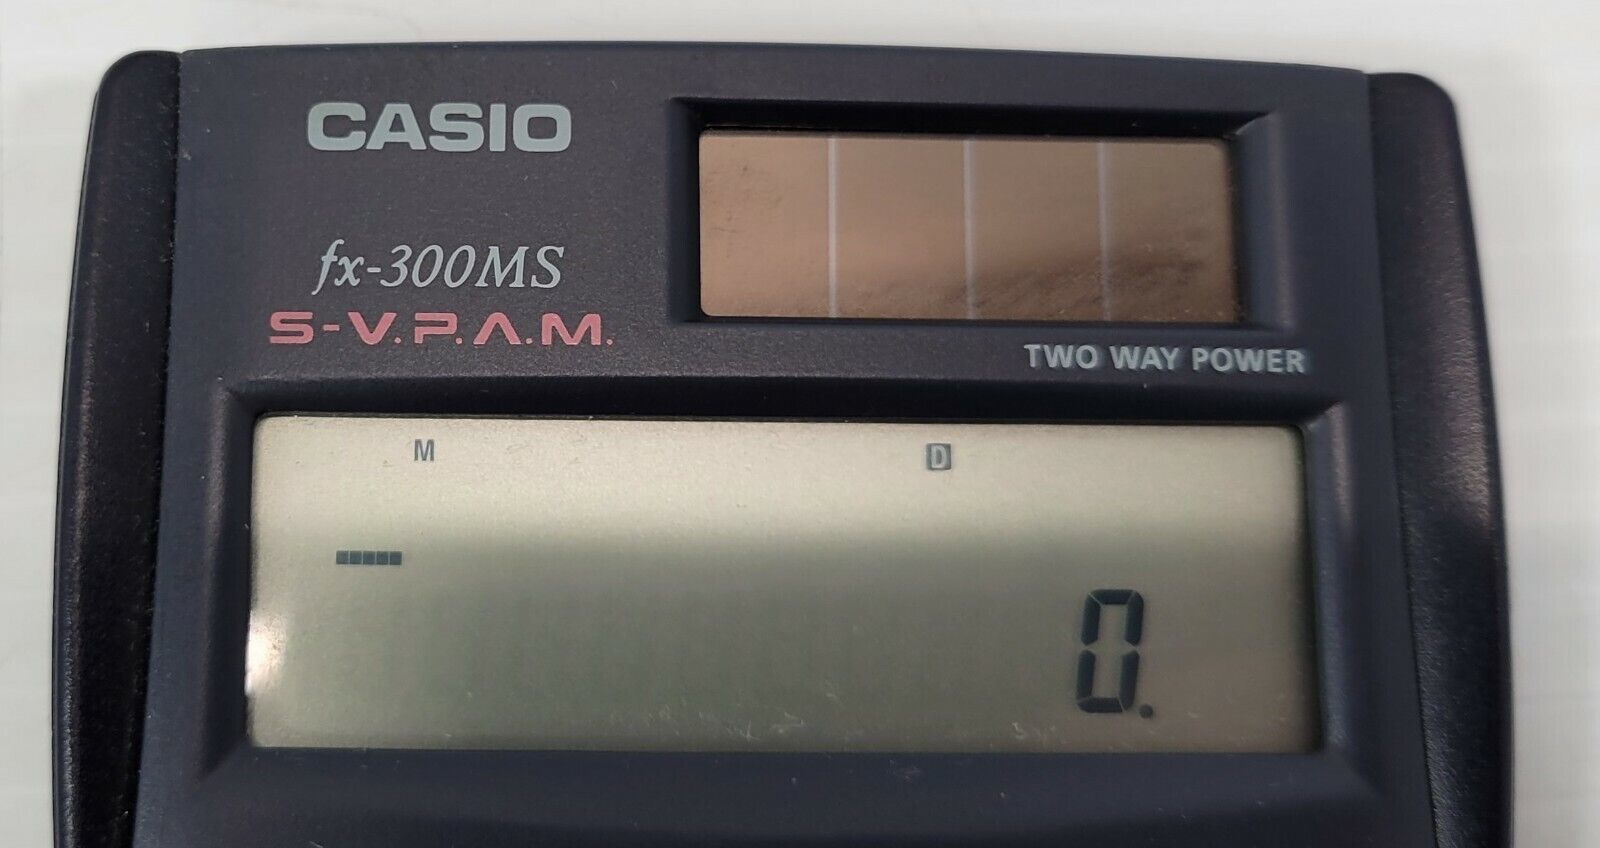 CASIO
fx-300MS
S-V.P.A.M.
TWO WAY POWER
M D
0.